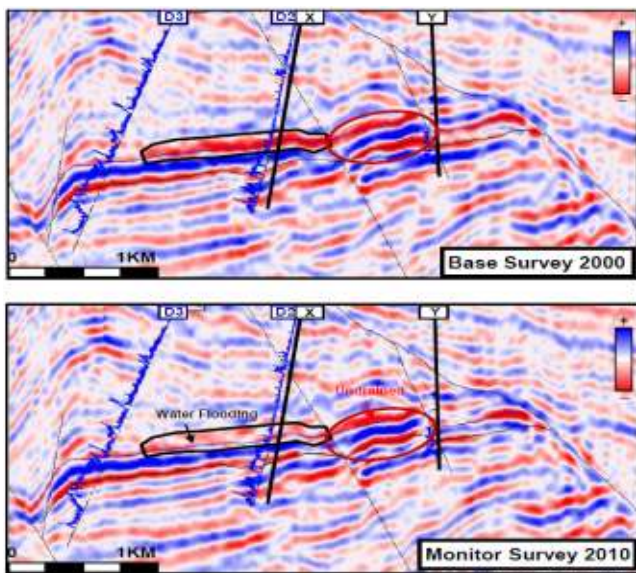 D3 D2 X Y
+
−
0 1KM
Base Survey 2000
D3 D2 X Y
+
−
Undrained
Water Flooding
0 1KM
Monitor Survey 2010